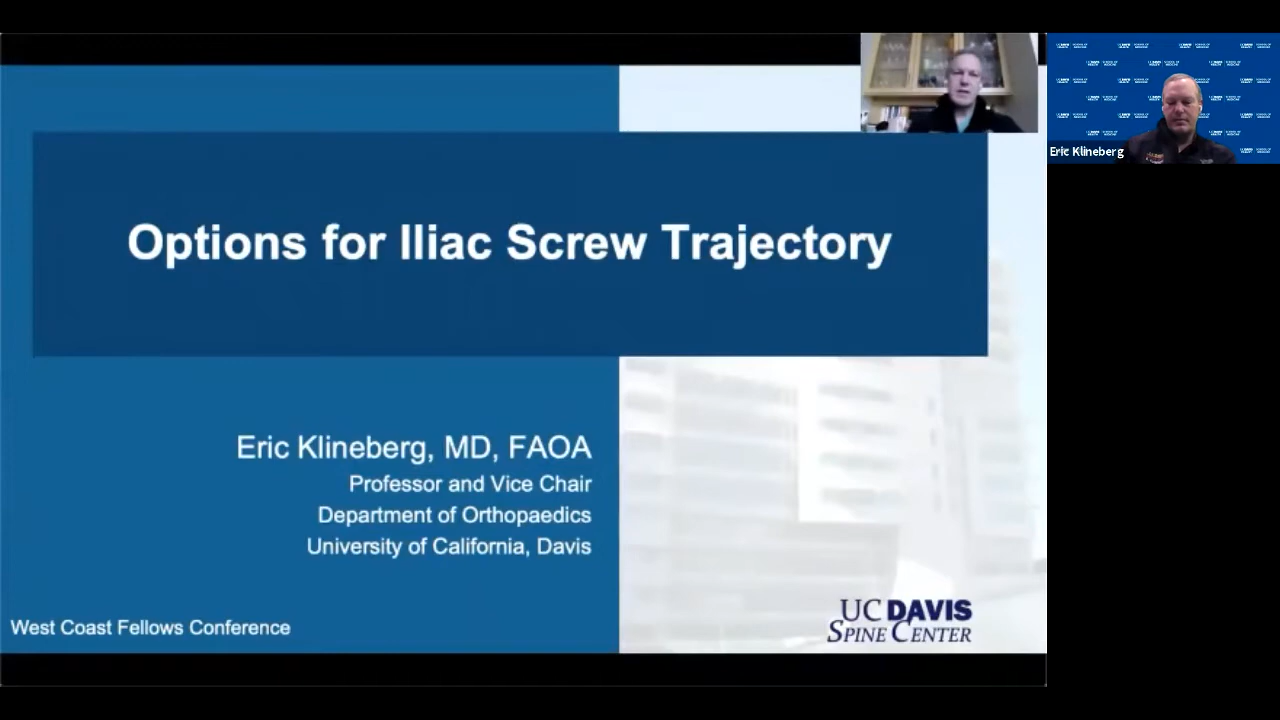 Options for Iliac Screw Trajectory
Eric Klineberg, MD, FAOA
Professor and Vice Chair
Department of Orthopaedics
University of California, Davis
West Coast Fellows Conference
UC DAVIS
SPINE CENTER
Eric Klineberg